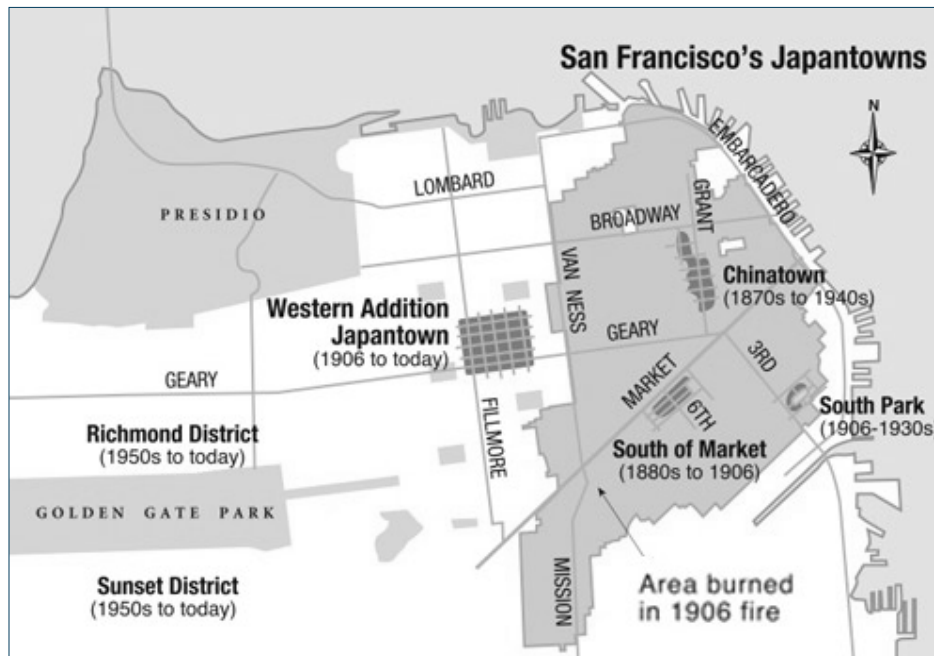 San Francisco's Japantowns
N
EMBARCADERO
LOMBARD
GRANT
PRESIDIO
BROADWAY
VAN NESS
Chinatown
(1870s to 1940s)
Western Addition
Japantown
(1906 to today)
GEARY
3RD
GEARY
MARKET
6TH
South Park
(1906-1930s
FILLMORE
Richmond District
(1950s to today)
South of Market
(1880s to 1906)
GOLDEN GATE PARK
MISSION
Sunset District
(1950s to today)
Area burned
in 1906 fire